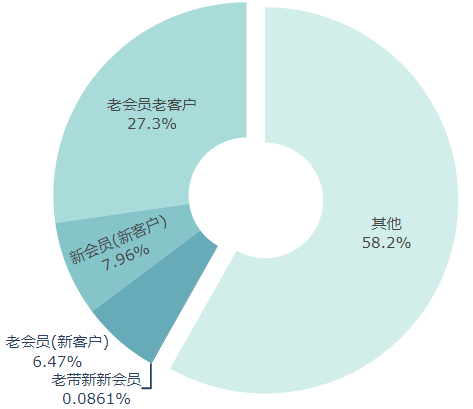 老会员老客户
27.3%
其他
58.2%
新会员(新客户)
7.96%
老会员(新客户)
6.47%
老带新新会员
0.0861%